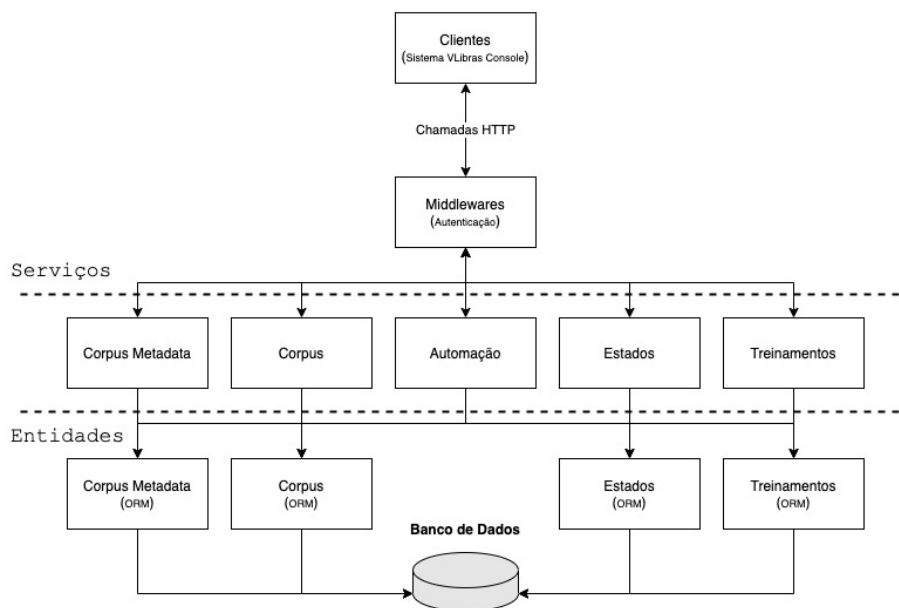 Clientes
(Sistema VLibras Console)
Chamadas HTTP
Middlewares
(Autenticação)
Serviços
Corpus Metadata
Corpus
Automação
Estados
Treinamentos
Entidades
Corpus Metadata
(ORM)
Corpus
(ORM)
Estados
(ORM)
Treinamentos
(ORM)
Banco de Dados